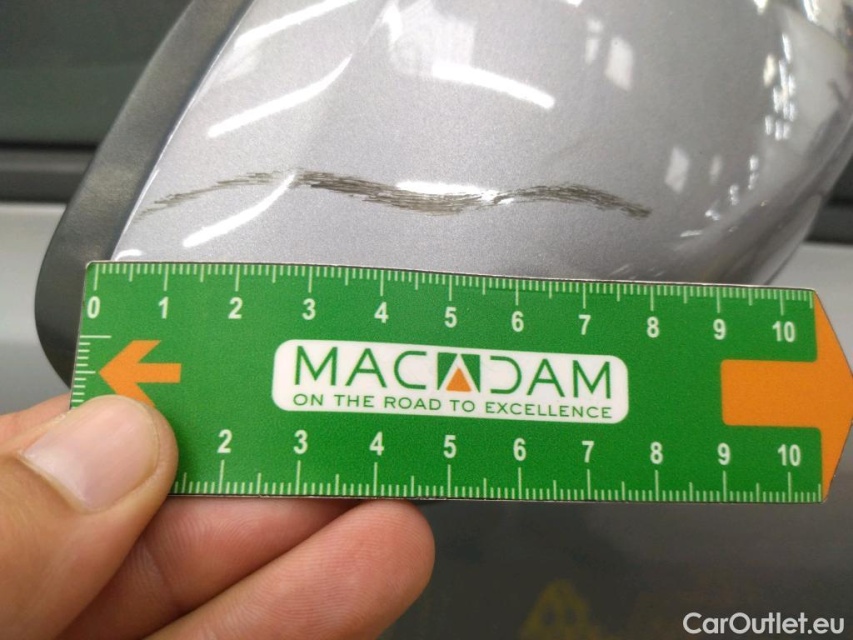 0 1 2 3 4 5 6 7 8 9 10
MACADAM
ON THE ROAD TO EXCELLENCE
2 3 4 5 6 7 8 9 10
CarOutlet.eu